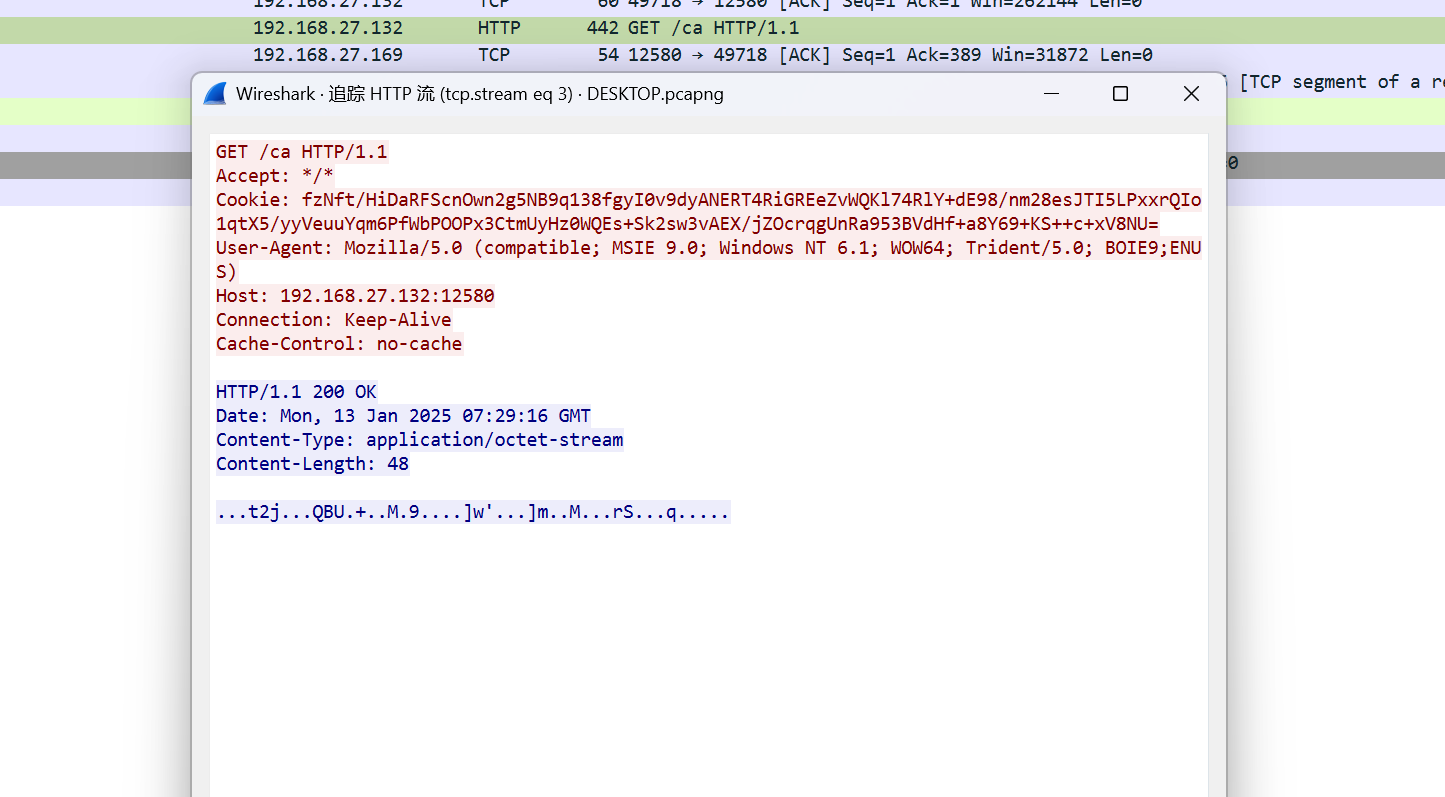 192.168.27.132 TCP 60 49718 → 12580 [ACK] Seq=1 Ack=1 Win=262144 Len=0
192.168.27.132 HTTP 442 GET /ca HTTP/1.1
192.168.27.169 TCP 54 12580 → 49718 [ACK] Seq=1 Ack=389 Win=31872 Len=0
[TCP segment of a re
Wireshark · 追踪 HTTP 流 (tcp.stream eq 3) · DESKTOP.pcapng
GET /ca HTTP/1.1
Accept: */*
Cookie: fzNft/HiDaRFScnOwn2g5NB9q138fgyI0v9dyANERT4RiGREeZvWQKl74RlY+dE98/nm28esJTI5LPxxrQIo
1qtX5/yyVeuuYqm6PfWbPOOPx3CtmUyHz0WQEs+Sk2sw3vAEX/jZOcrqgUnRa953BVdHf+a8Y69+KS++c+xV8NU=
User-Agent: Mozilla/5.0 (compatible; MSIE 9.0; Windows NT 6.1; WOW64; Trident/5.0; BOIE9;ENU
S)
Host: 192.168.27.132:12580
Connection: Keep-Alive
Cache-Control: no-cache
HTTP/1.1 200 OK
Date: Mon, 13 Jan 2025 07:29:16 GMT
Content-Type: application/octet-stream
Content-Length: 48
...t2j...QBU.+..M.9....]w'...]m..M...rS...q.....